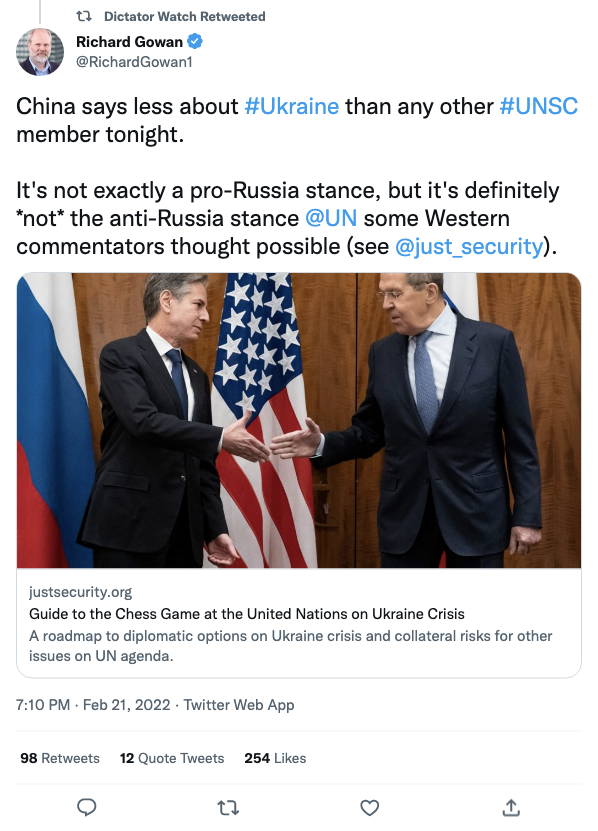 Dictator Watch Retweeted
Richard Gowan
@RichardGowan1
China says less about #Ukraine than any other #UNSC
member tonight.
It's not exactly a pro-Russia stance, but it's definitely
*not* the anti-Russia stance @UN some Western
commentators thought possible (see @just_security).
justsecurity.org
Guide to the Chess Game at the United Nations on Ukraine Crisis
A roadmap to diplomatic options on Ukraine crisis and collateral risks for other
issues on UN agenda.
7:10 PM · Feb 21, 2022 · Twitter Web App
98 Retweets 12 Quote Tweets 254 Likes